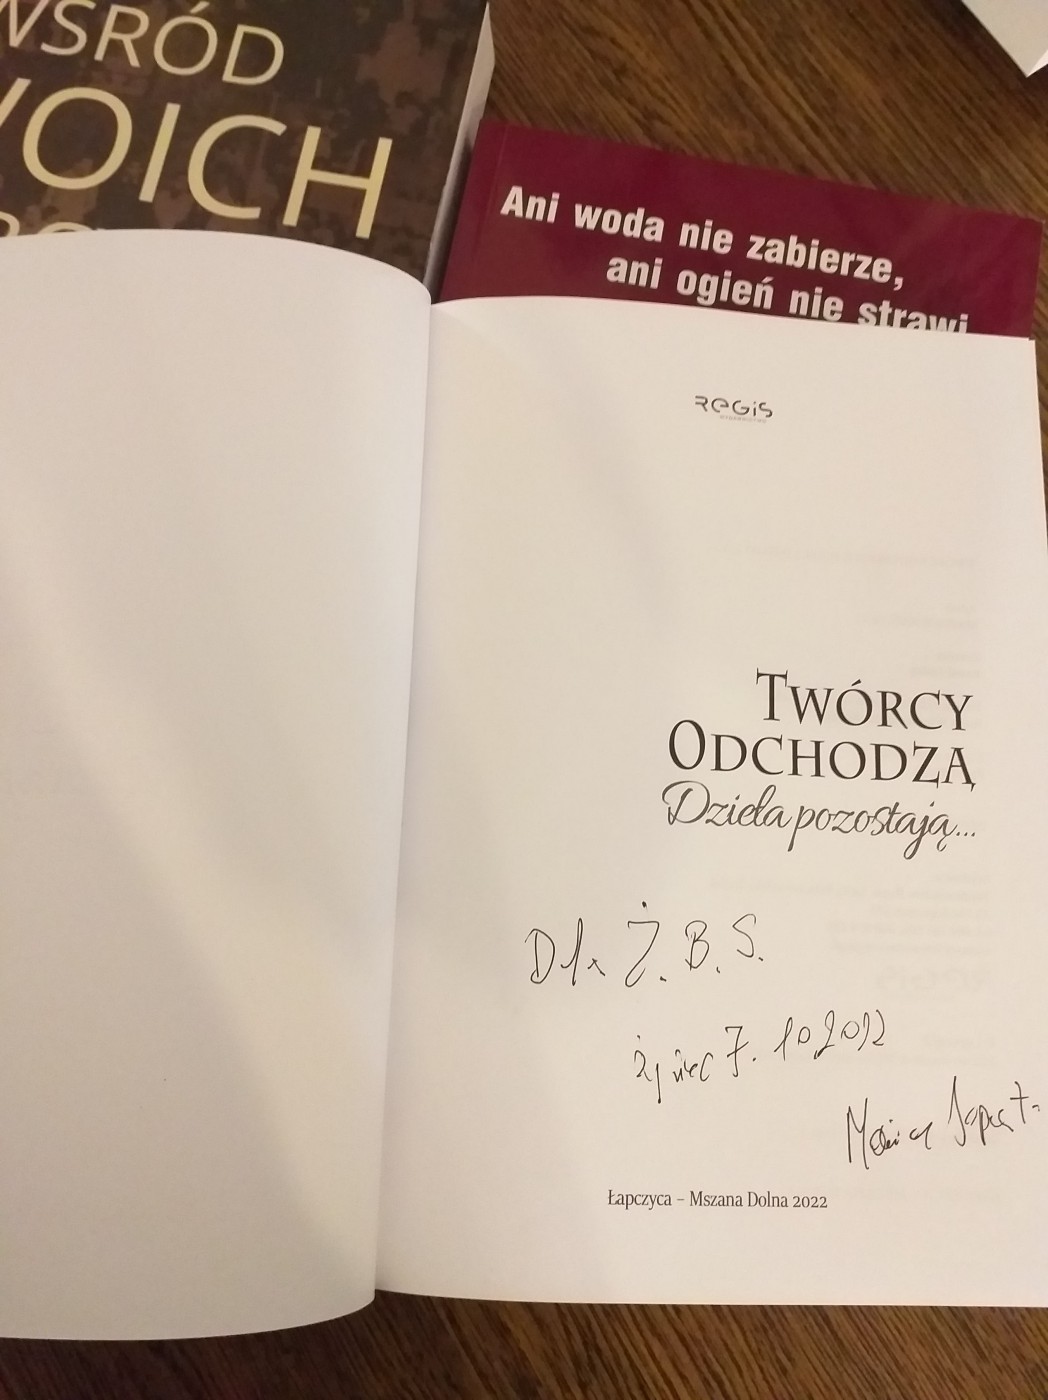 WSRÓD
WOICH
Ani woda nie zabierze,
ani ogień nie strawi
REGIS
TWÓRCY
ODCHODZĄ
Dzieła pozostają...
Dla Ż. B. S.
7. 10.2022
Łapczyca – Mszana Dolna 2022